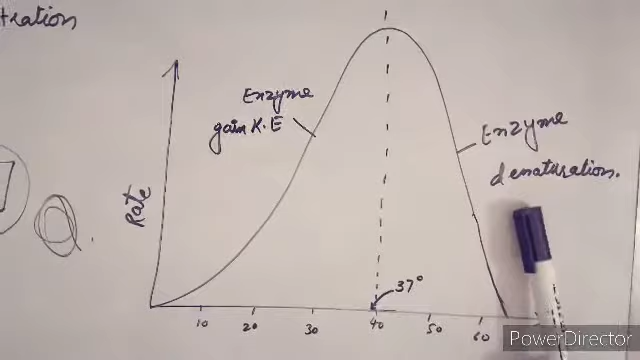 tration
Enzyme
gain K.E
Enzyme
denaturation.
Rate
37°
10 20 30 40 50 60
PowerDirector